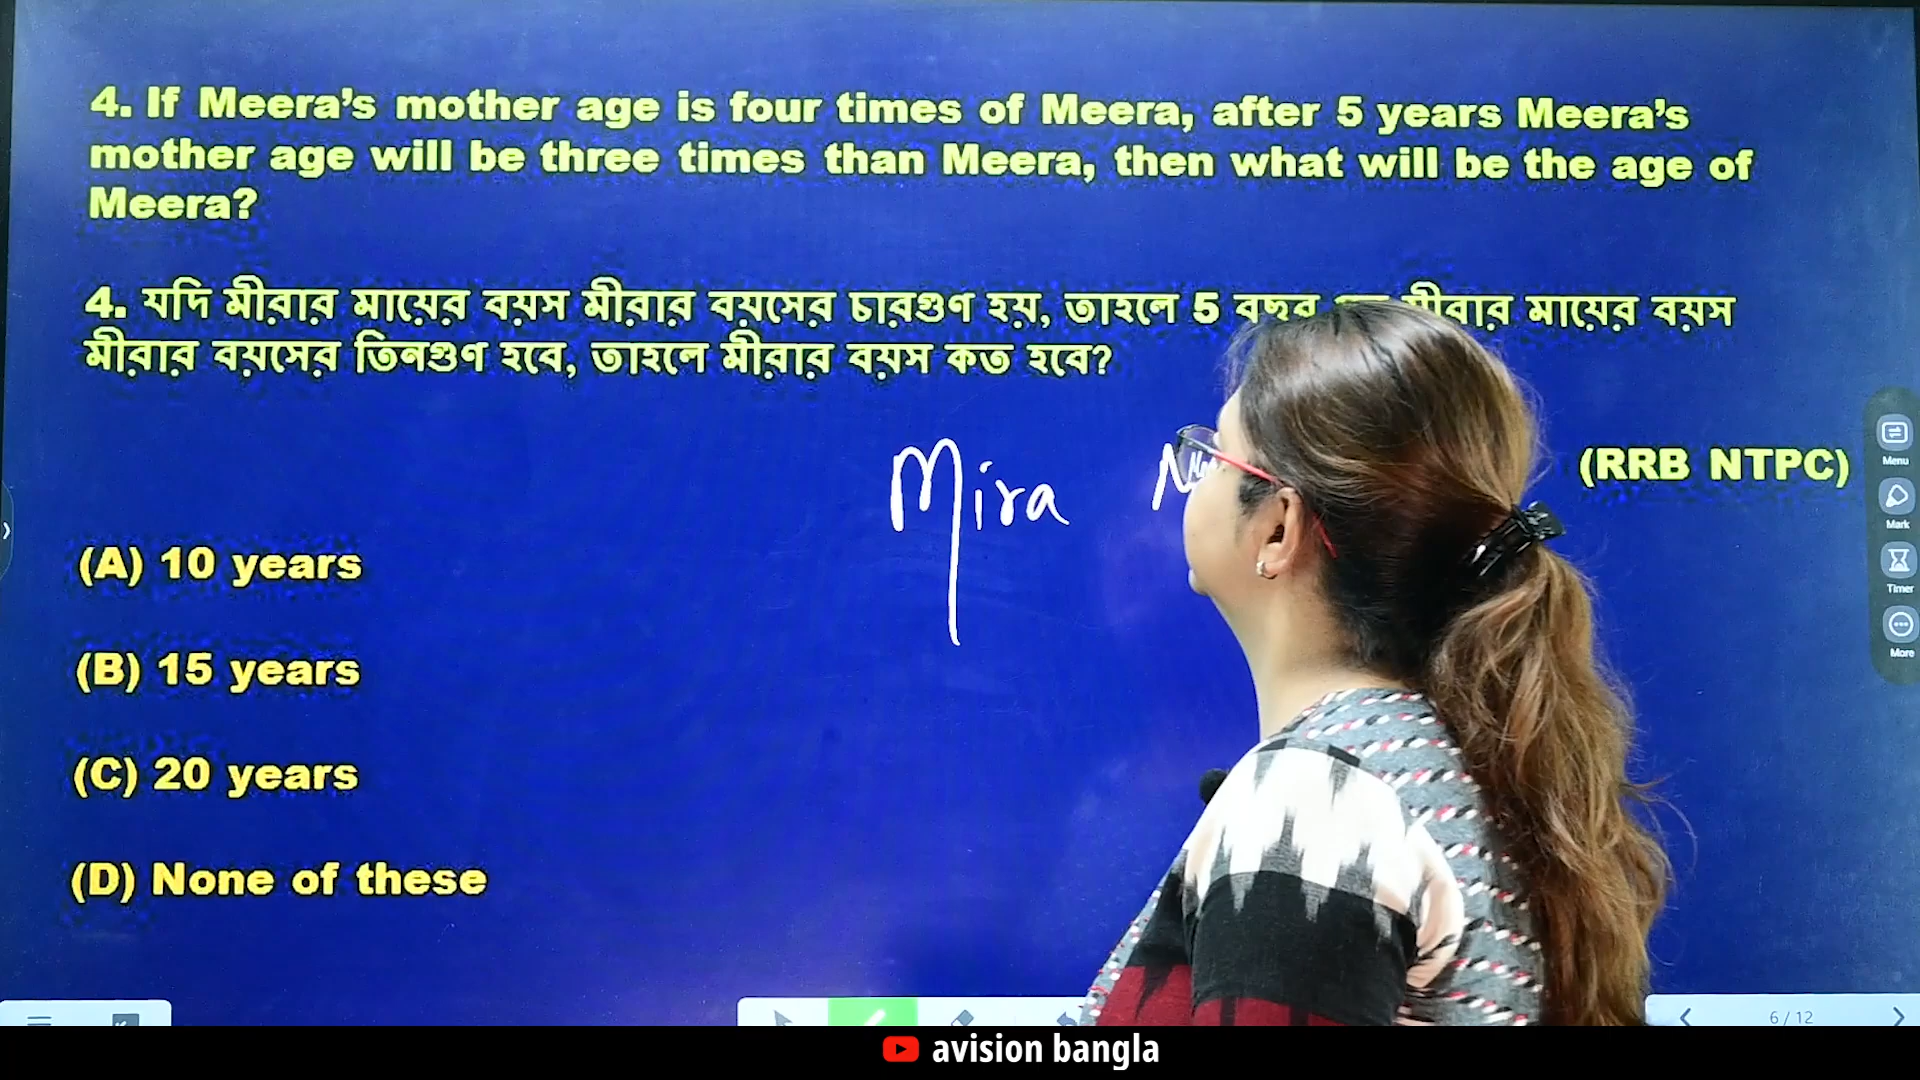 4. If Meera's mother age is four times of Meera, after 5 years Meera's
mother age will be three times than Meera, then what will be the age of
Meera?
4. যদি মীরার মায়ের বয়স মীরার বয়সের চারগুণ হয়, তাহলে 5 বছর মীরার মায়ের বয়স
মীরার বয়সের তিনগুণ হবে, তাহলে মীরার বয়স কত হবে?
(RRB NTPC)
Mira
(A) 10 years
(B) 15 years
(C) 20 years
(D) None of these
Menu
Mark
Timer
More
6 / 12
avision bangla